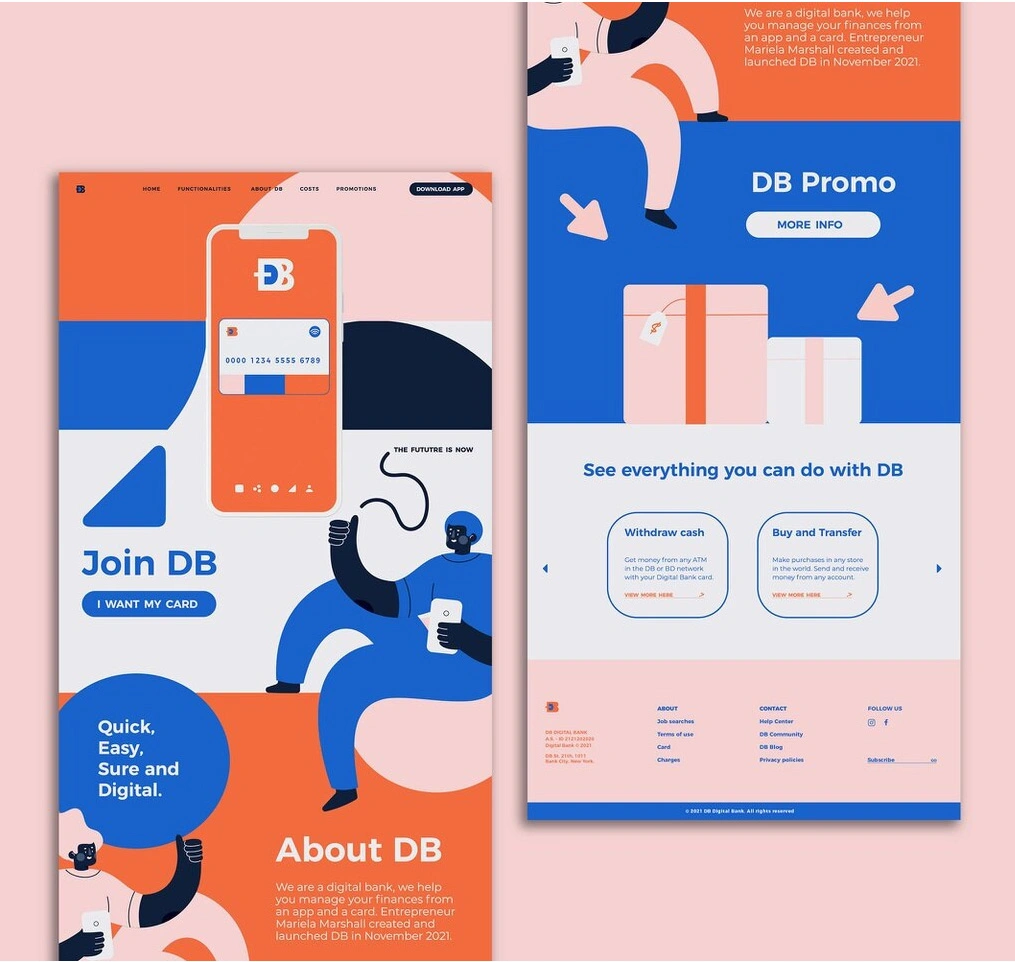 DB
HOME
FUNCTIONALITIES
ABOUT DB
COSTS
PROMOTIONS
DOWNLOAD APP
DB
DB
0000 1234 5555 6789
THE FUTUTRE IS NOW
Join DB
I WANT MY CARD
Quick,
Easy,
Sure and
Digital.
About DB
We are a digital bank, we help
you manage your finances from
an app and a card. Entrepreneur
Mariela Marshall created and
launched DB in November 2021.
We are a digital bank, we help
you manage your finances from
an app and a card. Entrepreneur
Mariela Marshall created and
launched DB in November 2021.
DB Promo
MORE INFO
$
See everything you can do with DB
Withdraw cash
Get money from any ATM
in the DB or BD network
with your Digital Bank card.
VIEW MORE HERE
Buy and Transfer
Make purchases in any store
in the world. Send and receive
money from any account.
VIEW MORE HERE
DB
DB DIGITAL BANK
A.S. - ID 2121202020
Digital Bank © 2021
DB St. 21th, 1011
Bank City, New York.
ABOUT
Job searches
Terms of use
Card
Charges
CONTACT
Help Center
DB Community
DB Blog
Privacy policies
FOLLOW US
Subscribe
© 2021 DB Digital Bank. All rights reserved